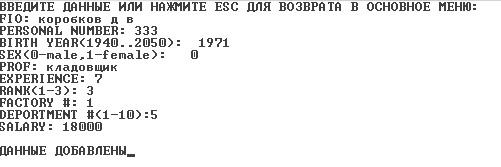 ВВЕДИТЕ ДАННЫЕ ИЛИ НАЖМИТЕ ESC ДЛЯ ВОЗВРАТА В ОСНОВНОЕ МЕНЮ:
FIO: коробков д в
PERSONAL NUMBER: 333
BIRTH YEAR(1940..2050): 1971
SEX(0-male,1-female): 0
PROF: кладовщик
EXPERIENCE: 7
RANK(1-3): 3
FACTORY #: 1
DEPORTMENT #(1-10):5
SALARY: 18000
ДАННЫЕ ДОБАВЛЕНЫ_